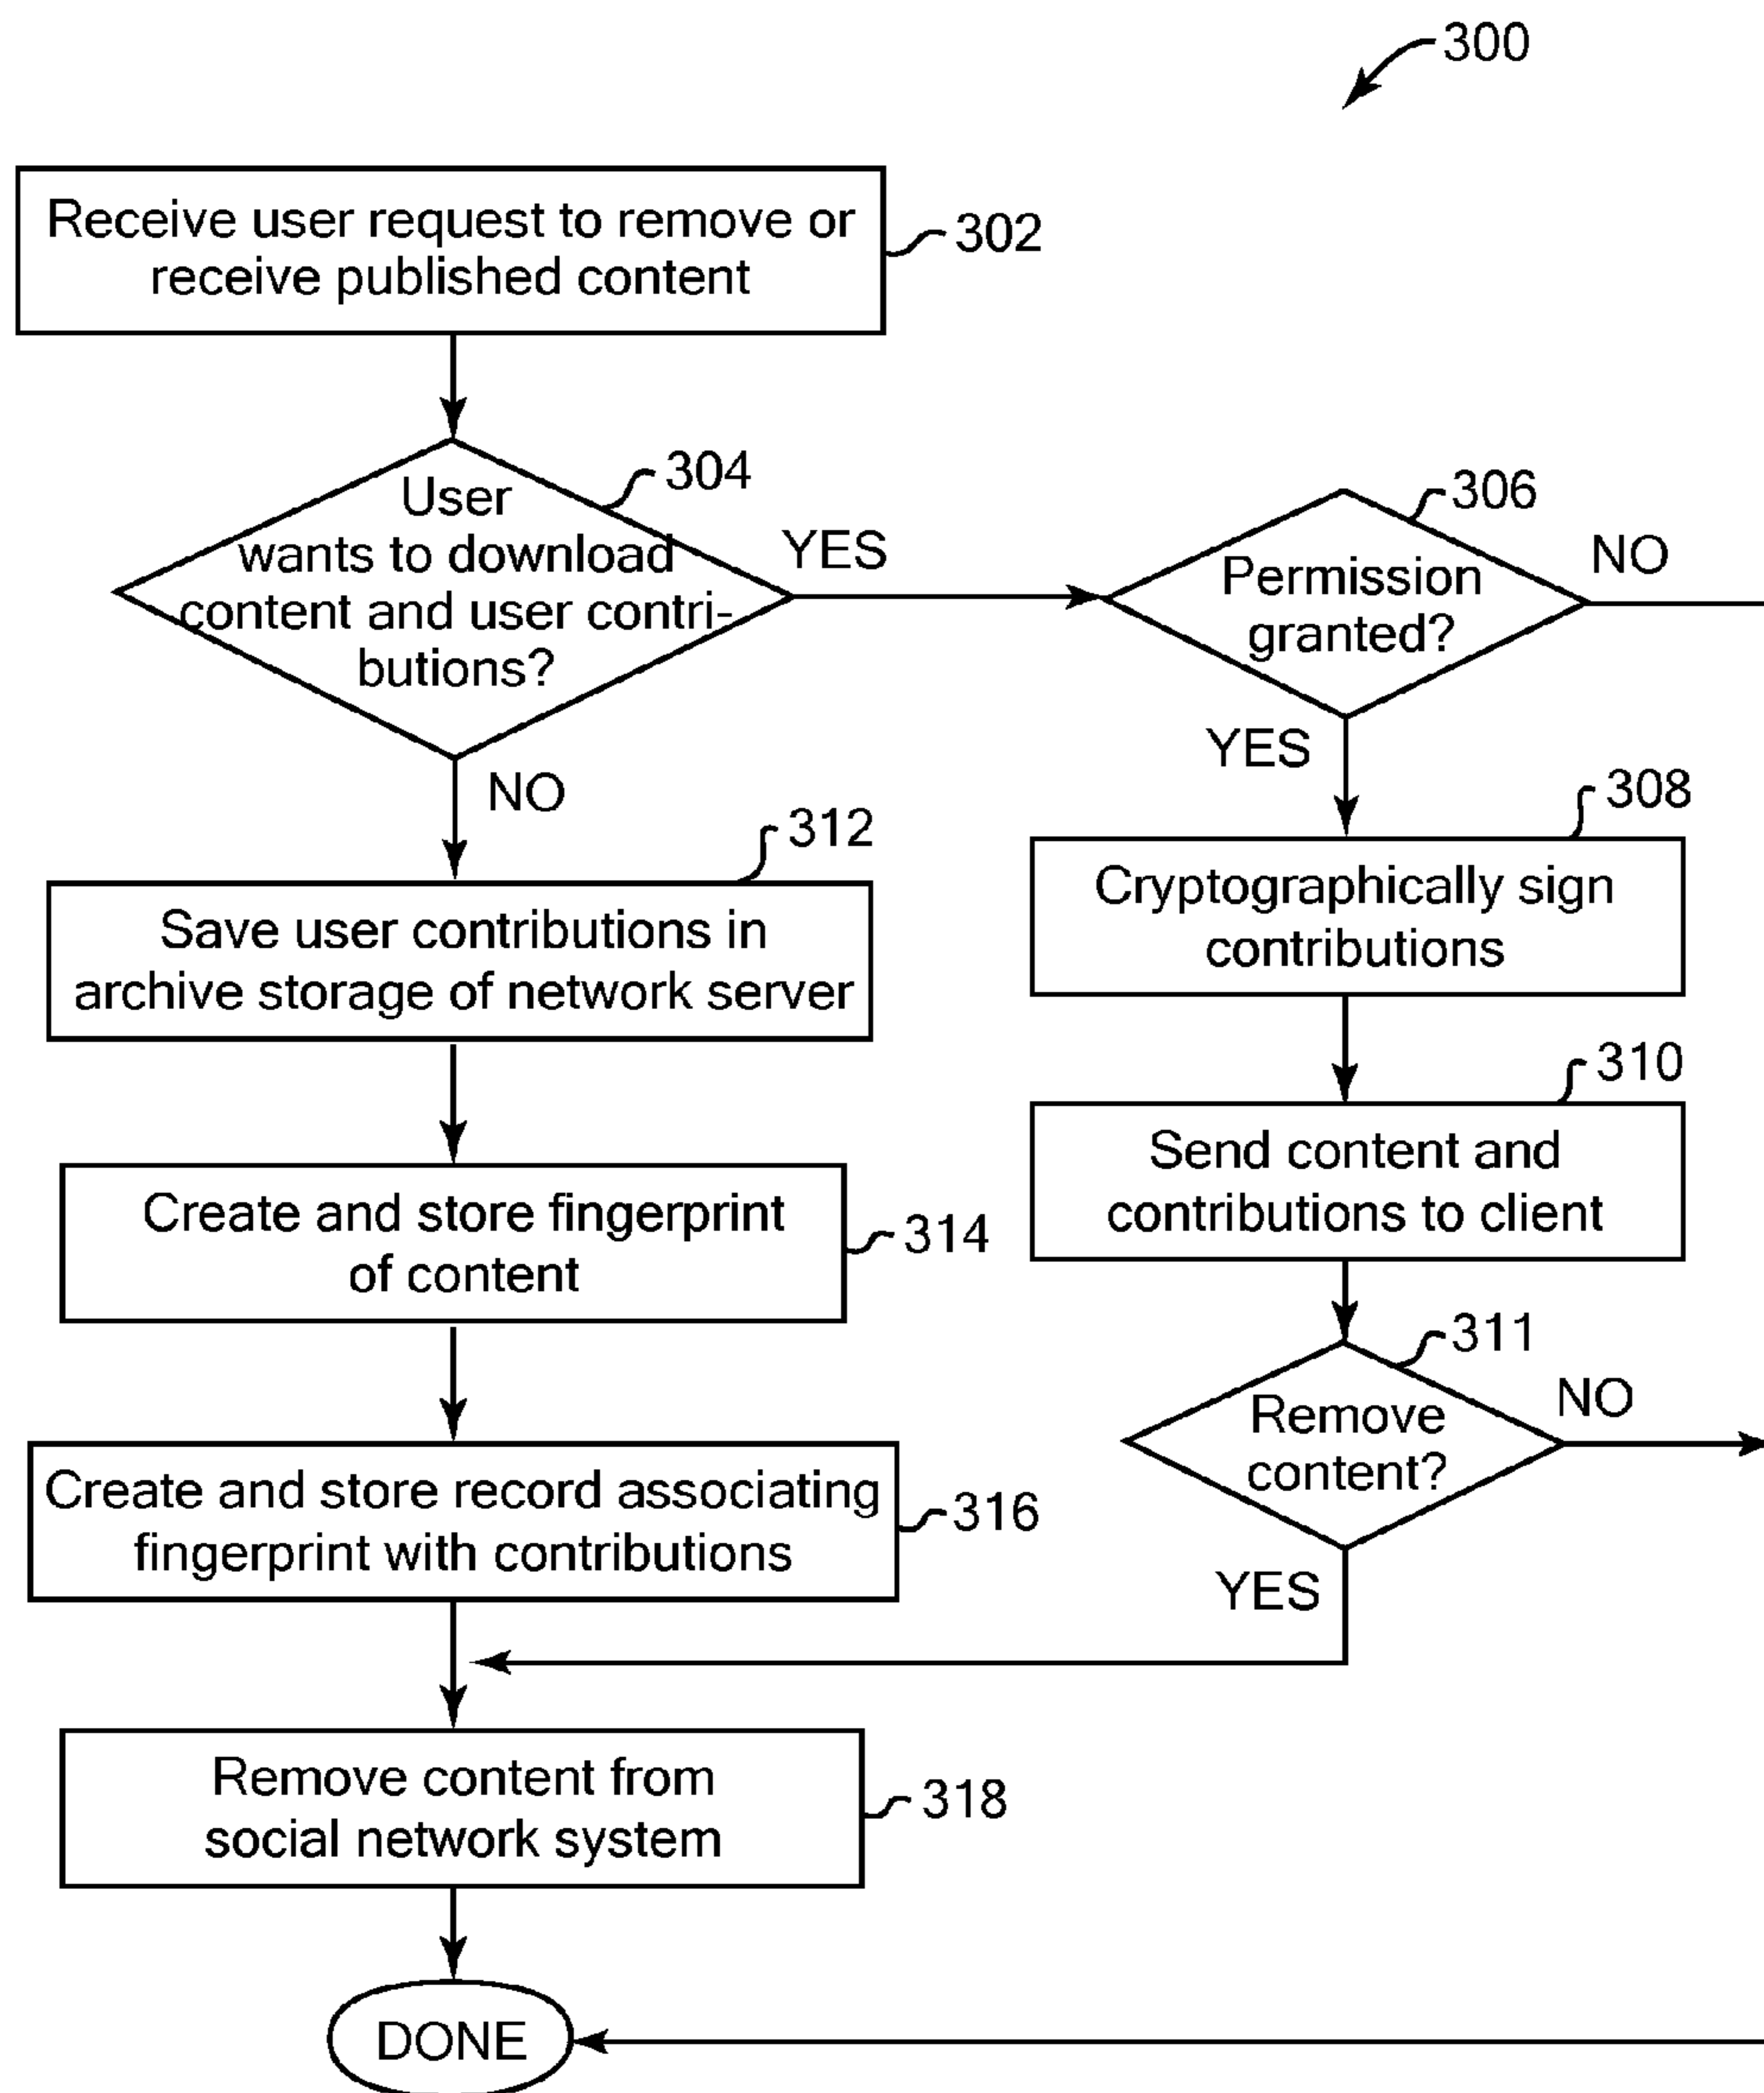 300
Receive user request to remove or
receive published content
302
User
wants to download
content and user contri-
butions?
304
YES
NO
Permission
granted?
306
NO
YES
Cryptographically sign
contributions
308
Send content and
contributions to client
310
Remove
content?
311
NO
YES
Save user contributions in
archive storage of network server
312
Create and store fingerprint
of content
314
Create and store record associating
fingerprint with contributions
316
Remove content from
social network system
318
DONE